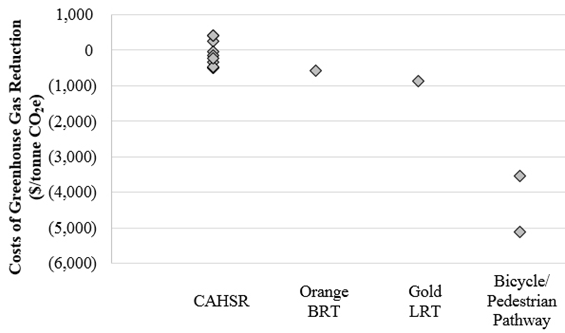 Costs of Greenhouse Gas Reduction
($/tonne CO₂e)
1,000
0
(1,000)
(2,000)
(3,000)
(4,000)
(5,000)
(6,000)
CAHSR
Orange
BRT
Gold
LRT
Bicycle/
Pedestrian
Pathway